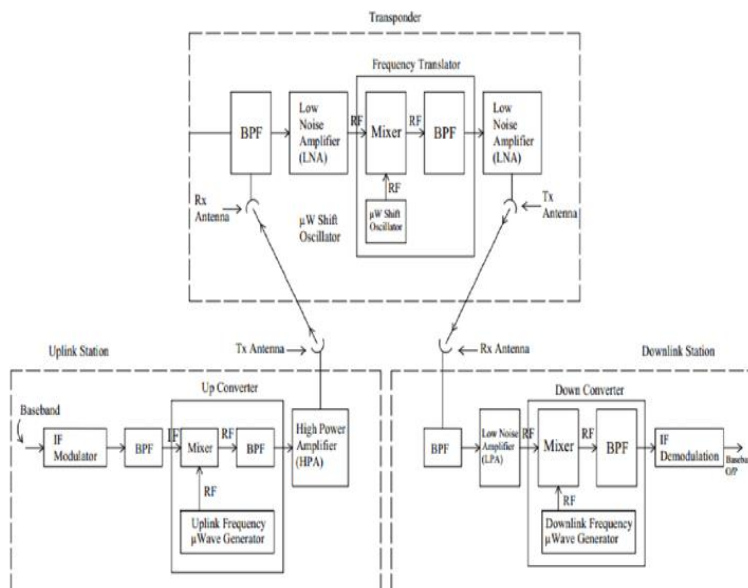 Transponder
Frequency Translator
BPF
Low
Noise
Amplifier
(LNA)
RF
Mixer
RF
BPF
Low
Noise
Amplifier
(LNA)
RF
µW Shift
Oscillator
Rx
Antenna
µW Shift
Oscillator
Tx
Antenna
Uplink Station
Tx Antenna
Up Converter
Baseband
IF
Modulator
BPF
IF
Mixer
RF
BPF
High Power
Amplifier
(HPA)
RF
Uplink Frequency
µWave Generator
Rx Antenna
Downlink Station
Down Converter
BPF
Low Noise
Amplifier
(LPA)
RF
Mixer
RF
BPF
IF
Demodulation
Baseba
O/P
RF
Downlink Frequency
µWave Generator